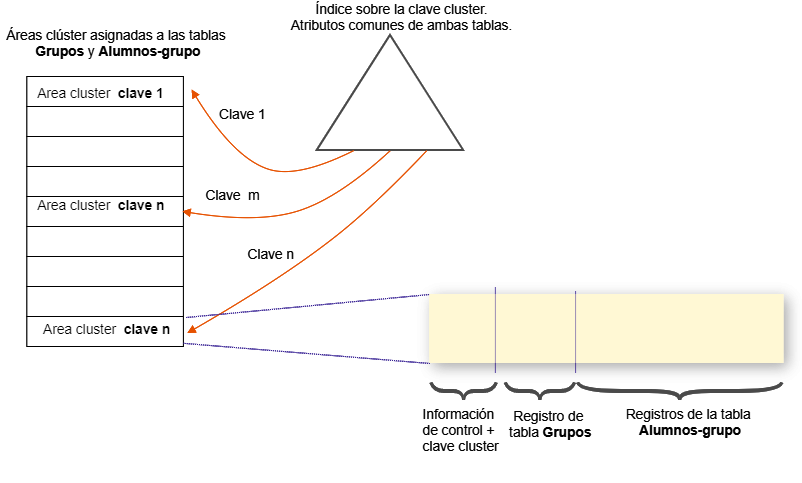 Índice sobre la clave cluster.
Atributos comunes de ambas tablas.
Áreas clúster asignadas a las tablas
Grupos y Alumnos-grupo
Area cluster clave 1
Clave 1
Clave m
Area cluster clave n
Clave n
Area cluster clave n
Información
de control +
clave cluster
Registro de
tabla Grupos
Registros de la tabla
Alumnos-grupo